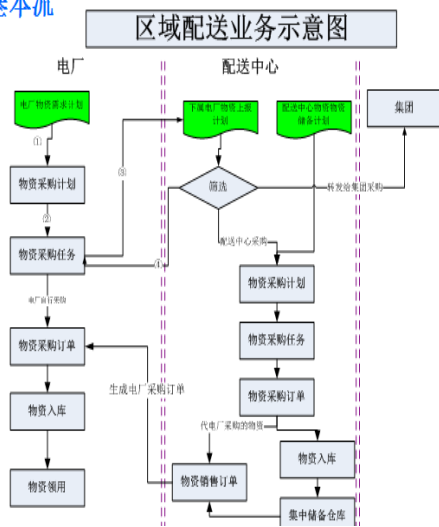 基本流
区域配送业务示意图
电厂
配送中心
电厂物资需求计划
下属电厂物资上报
计划
配送中心物资物资
储备计划
集团
①
物资采购计划
③
筛选
转发给集团采购
②
物资采购任务
④
配送中心采购
物资采购计划
电厂自行采购
物资采购订单
物资采购任务
生成电厂采购订单
物资采购订单
物资入库
代电厂采购的物资
物资入库
物资领用
物资销售订单
集中储备仓库